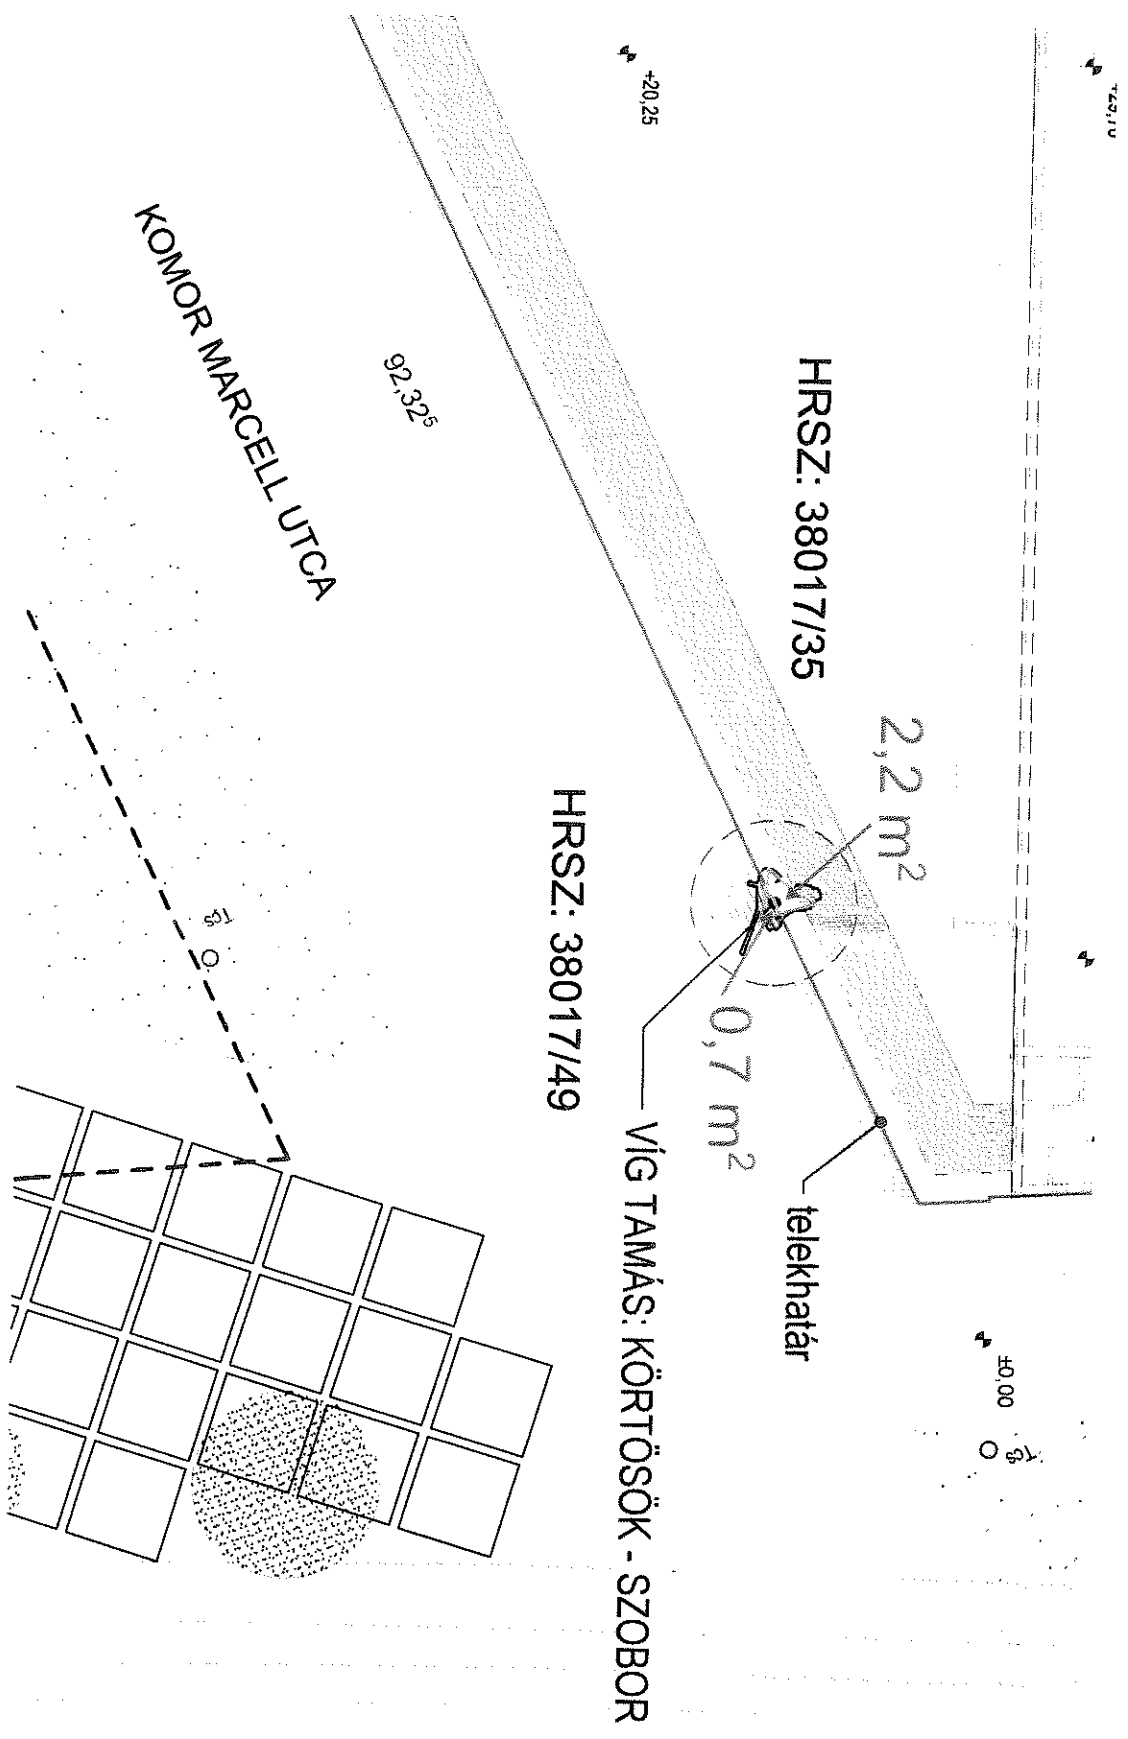 +20,25
HRSZ: 38017/35
2,2 m²
92,32⁵
KOMOR MARCELL UTCA
HRSZ: 38017/49
0,7 m²
telekhatár
VÍG TAMÁS: KÖRTÖSÖK - SZOBOR
±0,00